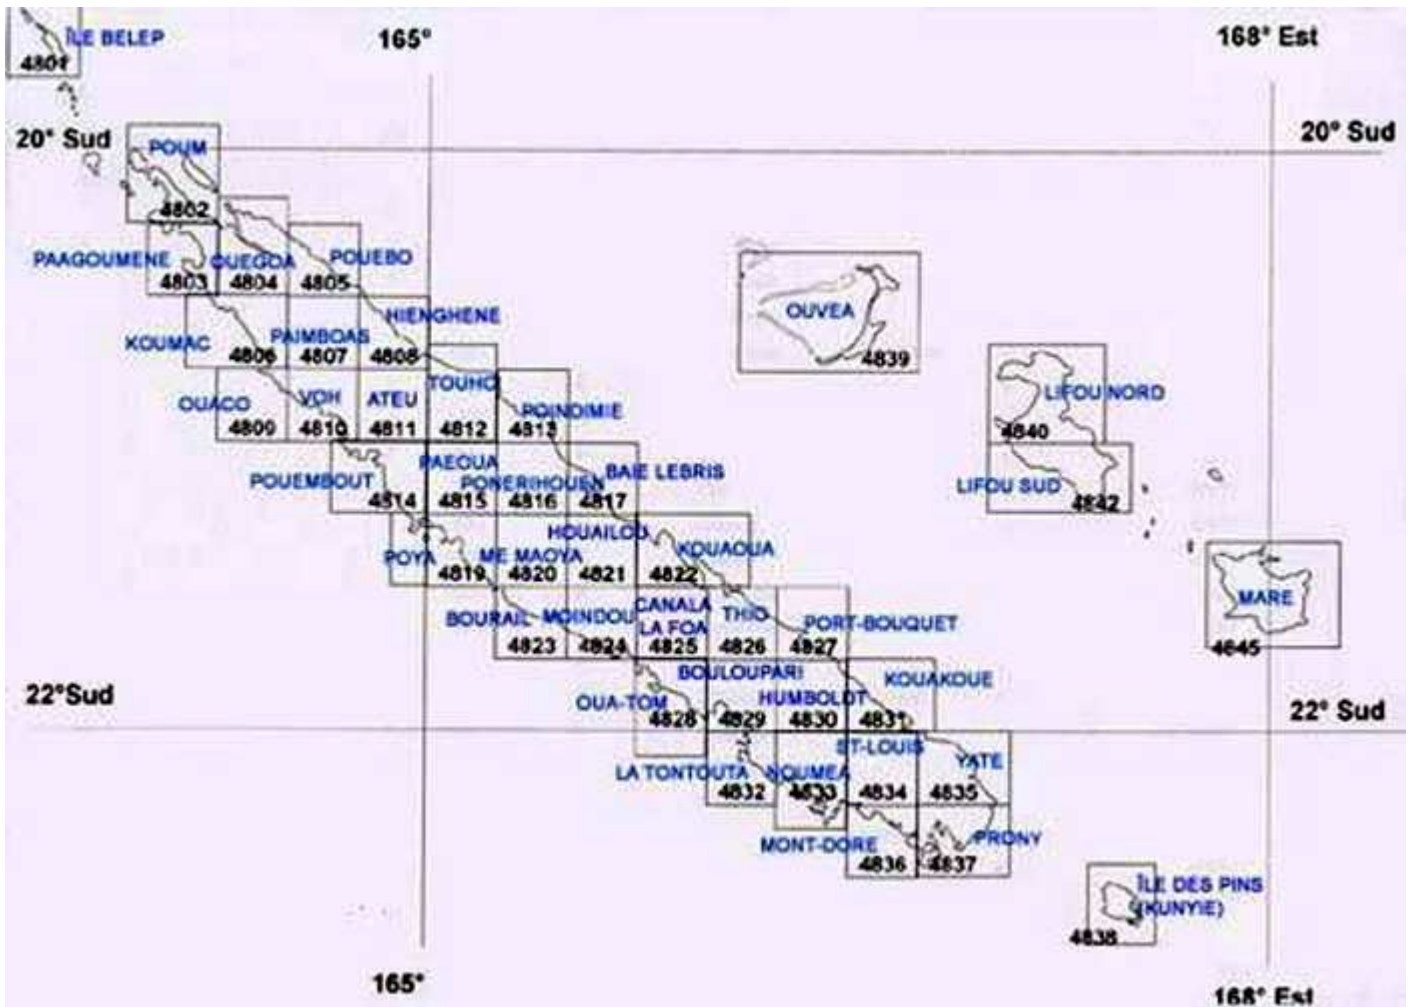 ÎLE BELEP
4801
165°
168° Est
20° Sud
20° Sud
POUM
4802
PAAGOUMENE
4803
OUEGOA
4804
POUEBO
4805
KOUMAC
4806
PAIMBOAS
4807
HIENGHENE
4808
OUVEA
4839
OUACO
4809
VOH
4810
ATEU
4811
TOUHO
4812
POINDIMIE
4813
LIFOU NORD
4840
POUEMBOUT
4814
PAEOUA
4815
PONERIHOUEN
4816
BAIE LEBRIS
4817
LIFOU SUD
4842
POYA
4819
ME MAOYA
4820
HOUAILOU
4821
KOUAOUA
4822
MARE
4845
BOURAIL
4823
MOINDOU
4824
CANALA
LA FOA
4825
THIO
4826
PORT-BOUQUET
4827
OUA-TOM
4828
BOULOUPARI
4829
HUMBOLDT
4830
KOUAKOUE
4831
22°Sud
22° Sud
LA TONTOUTA
4832
NOUMEA
4833
ST-LOUIS
4834
YATE
4835
MONT-DORE
4836
PRONY
4837
ÎLE DES PINS
(KUNYIE)
4838
165°
168° Est